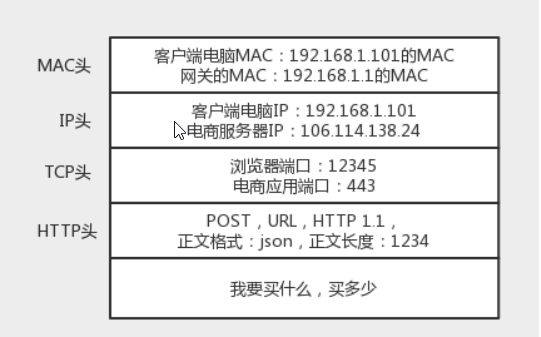 MAC头
客户端电脑MAC：192.168.1.101的MAC
网关的MAC：192.168.1.1的MAC
IP头
客户端电脑IP：192.168.1.101
电商服务器IP：106.114.138.24
TCP头
浏览器端口：12345
电商应用端口：443
HTTP头
POST，URL，HTTP 1.1，
正文格式：json，正文长度：1234
我要买什么，买多少